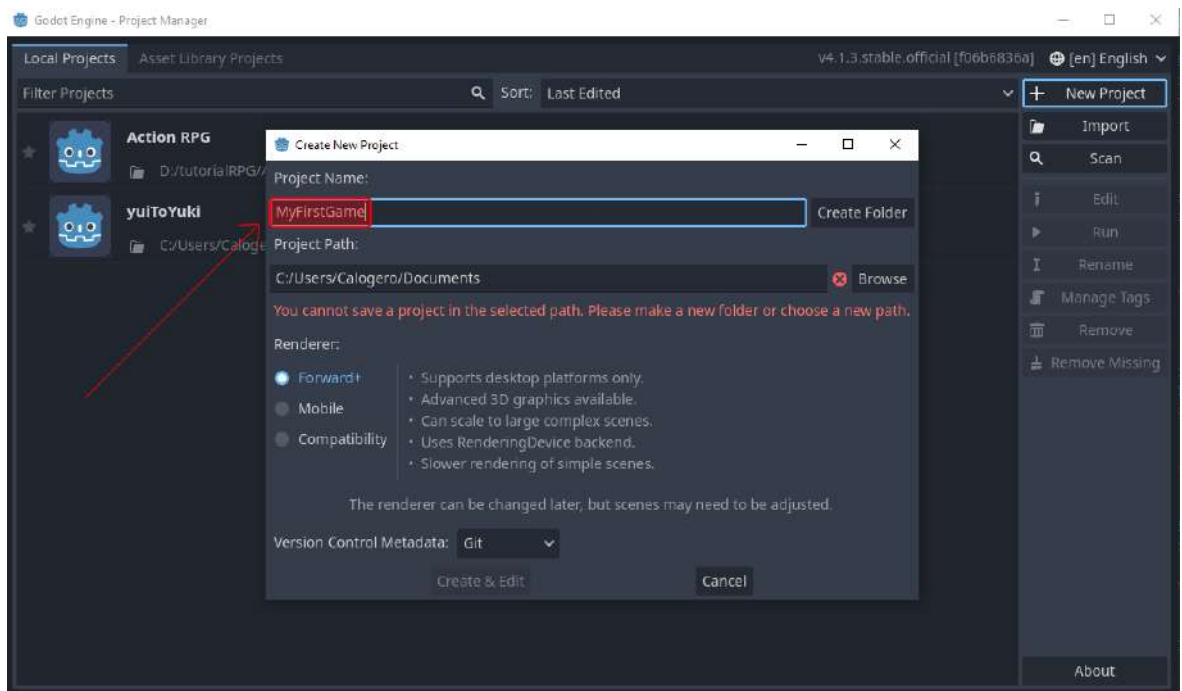 Godot Engine - Project Manager
Local Projects Asset Library Projects v4.1.3.stable.official [f06b6836a] [en] English
Filter Projects Sort: Last Edited New Project
Import
Scan
Edit
Run
Rename
Manage Tags
Remove
Remove Missing
About
Action RPG
D:/tutorialRPG/
yuiToYuki
C:/Users/Caloge
Create New Project
Project Name:
MyFirstGame Create Folder
Project Path:
C:/Users/Calogero/Documents Browse
You cannot save a project in the selected path. Please make a new folder or choose a new path.
Renderer:
Forward+
Mobile
Compatibility
• Supports desktop platforms only.
• Advanced 3D graphics available.
• Can scale to large complex scenes.
• Uses RenderingDevice backend.
• Slower rendering of simple scenes.
The renderer can be changed later, but scenes may need to be adjusted.
Version Control Metadata: Git
Create & Edit Cancel